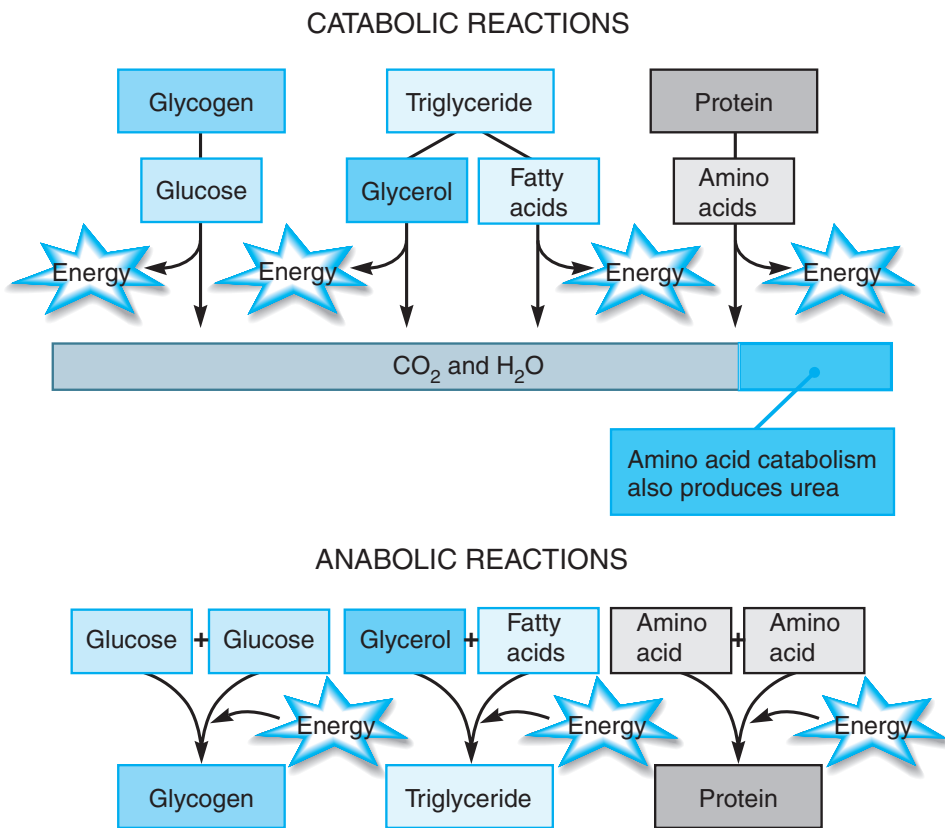 CATABOLIC REACTIONS
Glycogen
Triglyceride
Protein
Glucose
Glycerol
Fatty
acids
Amino
acids
Energy
Energy
Energy
Energy
CO₂ and H₂O
Amino acid catabolism
also produces urea
ANABOLIC REACTIONS
Glucose + Glucose
Glycerol + Fatty
acids
Amino
acid
+
Amino
acid
Energy
Energy
Energy
Glycogen
Triglyceride
Protein